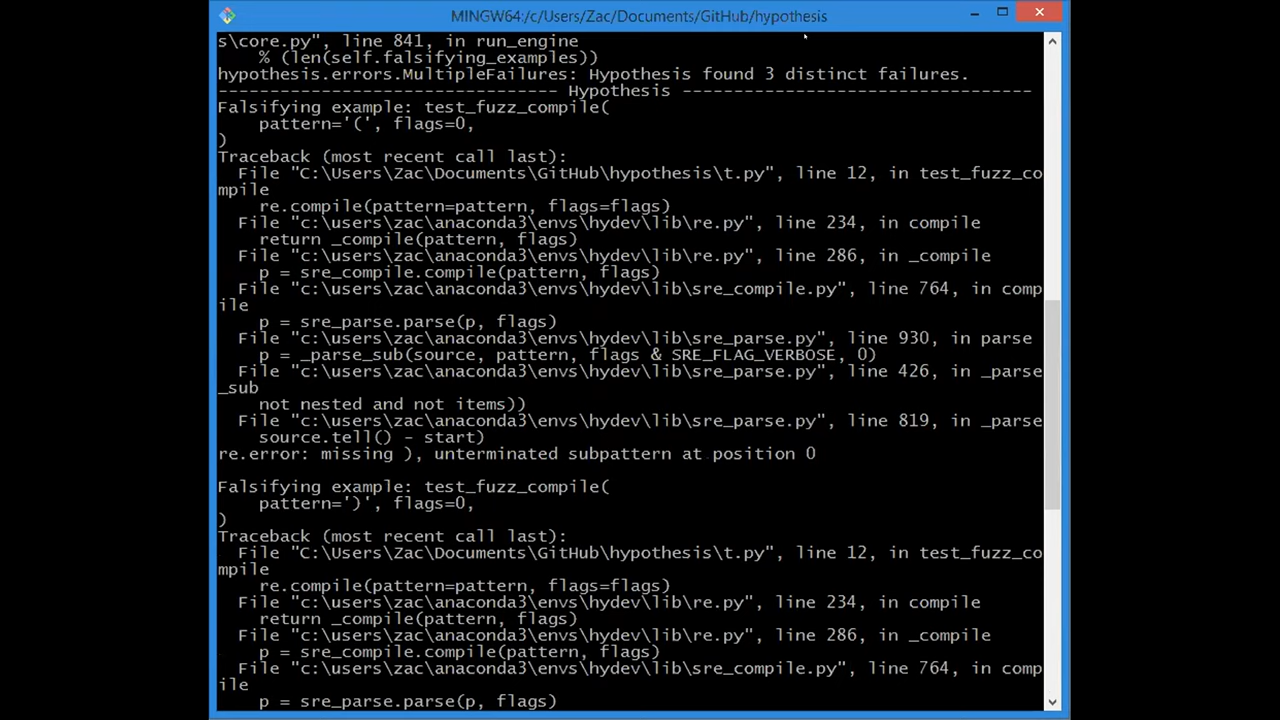 MINGW64:/c/Users/Zac/Documents/GitHub/hypothesis
s\core.py", line 841, in run_engine
% (len(self.falsifying_examples))
hypothesis.errors.MultipleFailures: Hypothesis found 3 distinct failures.
--------------------------------- Hypothesis ----------------------------------
Falsifying example: test_fuzz_compile(
pattern='(', flags=0,
)
Traceback (most recent call last):
File "C:\Users\Zac\Documents\GitHub\hypothesis\t.py", line 12, in test_fuzz_co
mpile
re.compile(pattern=pattern, flags=flags)
File "c:\users\zac\anaconda3\envs\hydev\lib\re.py", line 234, in compile
return _compile(pattern, flags)
File "c:\users\zac\anaconda3\envs\hydev\lib\re.py", line 286, in _compile
p = sre_compile.compile(pattern, flags)
File "c:\users\zac\anaconda3\envs\hydev\lib\sre_compile.py", line 764, in comp
ile
p = sre_parse.parse(p, flags)
File "c:\users\zac\anaconda3\envs\hydev\lib\sre_parse.py", line 930, in parse
p = _parse_sub(source, pattern, flags & SRE_FLAG_VERBOSE, 0)
File "c:\users\zac\anaconda3\envs\hydev\lib\sre_parse.py", line 426, in _parse
_sub
not nested and not items))
File "c:\users\zac\anaconda3\envs\hydev\lib\sre_parse.py", line 819, in _parse
source.tell() - start)
re.error: missing ), unterminated subpattern at position 0
Falsifying example: test_fuzz_compile(
pattern=')', flags=0,
)
Traceback (most recent call last):
File "C:\Users\Zac\Documents\GitHub\hypothesis\t.py", line 12, in test_fuzz_co
mpile
re.compile(pattern=pattern, flags=flags)
File "c:\users\zac\anaconda3\envs\hydev\lib\re.py", line 234, in compile
return _compile(pattern, flags)
File "c:\users\zac\anaconda3\envs\hydev\lib\re.py", line 286, in _compile
p = sre_compile.compile(pattern, flags)
File "c:\users\zac\anaconda3\envs\hydev\lib\sre_compile.py", line 764, in comp
ile
p = sre_parse.parse(p, flags)